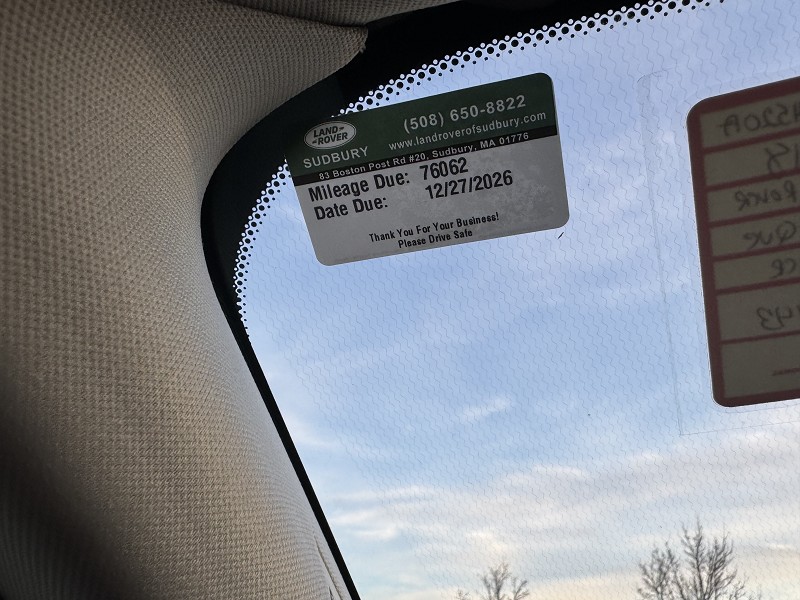 LAND ROVER
SUDBURY
(508) 650-8822
www.landroverofsudbury.com
83 Boston Post Rd #20, Sudbury, MA 01776
Mileage Due: 76062
Date Due: 12/27/2026
Thank You For Your Business!
Please Drive Safe